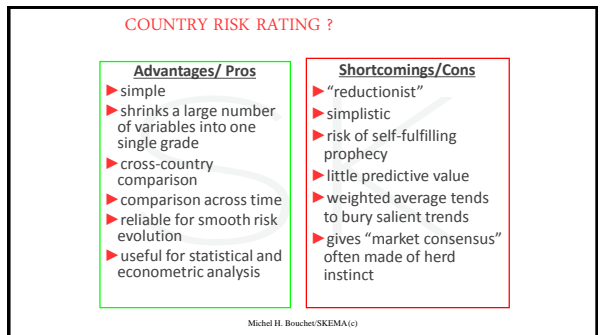 COUNTRY RISK RATING ?
Advantages/ Pros
simple
shrinks a large number
of variables into one
single grade
cross-country
comparison
comparison across time
reliable for smooth risk
evolution
useful for statistical and
econometric analysis
Shortcomings/Cons
“reductionist”
simplistic
risk of self-fulfilling
prophecy
little predictive value
weighted average tends
to bury salient trends
gives “market consensus”
often made of herd
instinct
SK
Michel H. Bouchet/SKEMA(c)